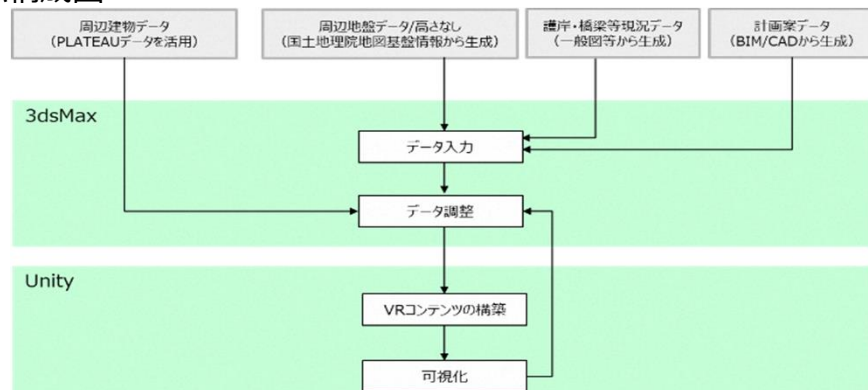 構成図
周辺建物データ
（PLATEAUデータを活用）
周辺地盤データ/高さなし
（国土地理院地図基盤情報から生成）
護岸・橋梁等現況データ
（一般図等から生成）
計画案データ
（BIM/CADから生成）
3dsMax
データ入力
データ調整
Unity
VRコンテンツの構築
可視化